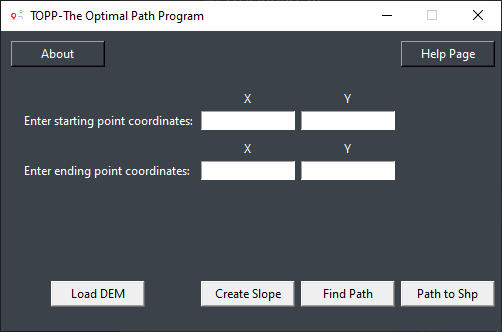 TOPP-The Optimal Path Program
About
Help Page
X Y
Enter starting point coordinates:
X Y
Enter ending point coordinates:
Load DEM
Create Slope
Find Path
Path to Shp